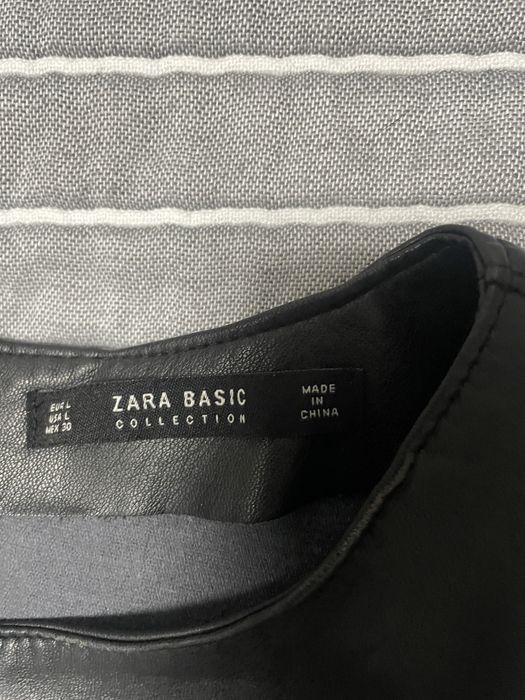 EUR L
USA L
MEX 30
ZARA BASIC
COLLECTION
MADE
IN
CHINA